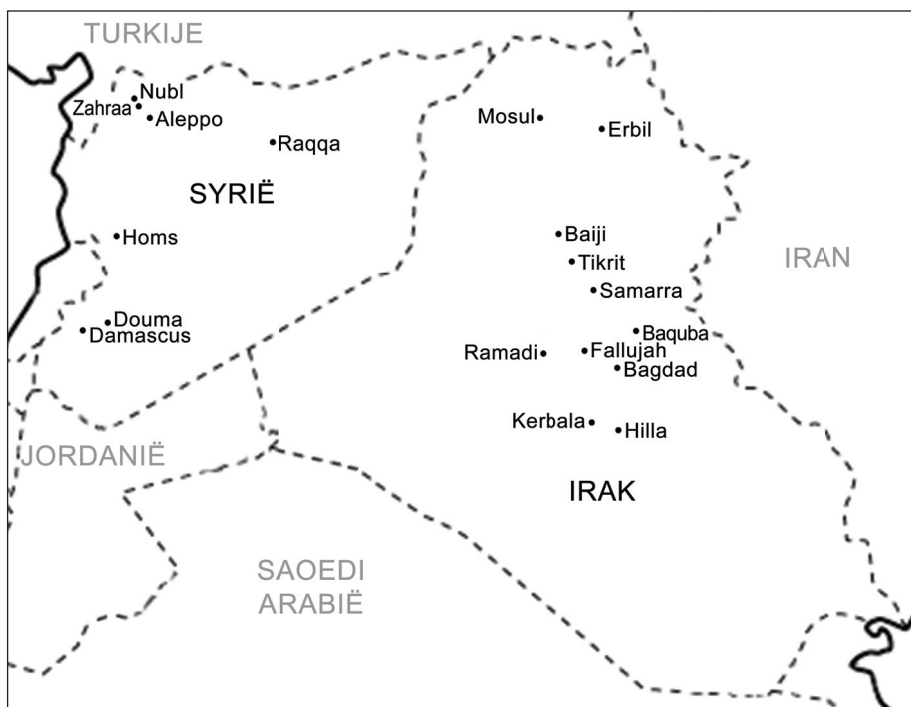 TURKIJE
Nubl
Zahraa
Aleppo
Mosul
Erbil
Raqqa
SYRIË
Homs
Baiji
IRAN
Tikrit
Samarra
Douma
Damascus
Baquba
Ramadi
Fallujah
Bagdad
Kerbala
Hilla
JORDANIË
IRAK
SAOEDI
ARABIË